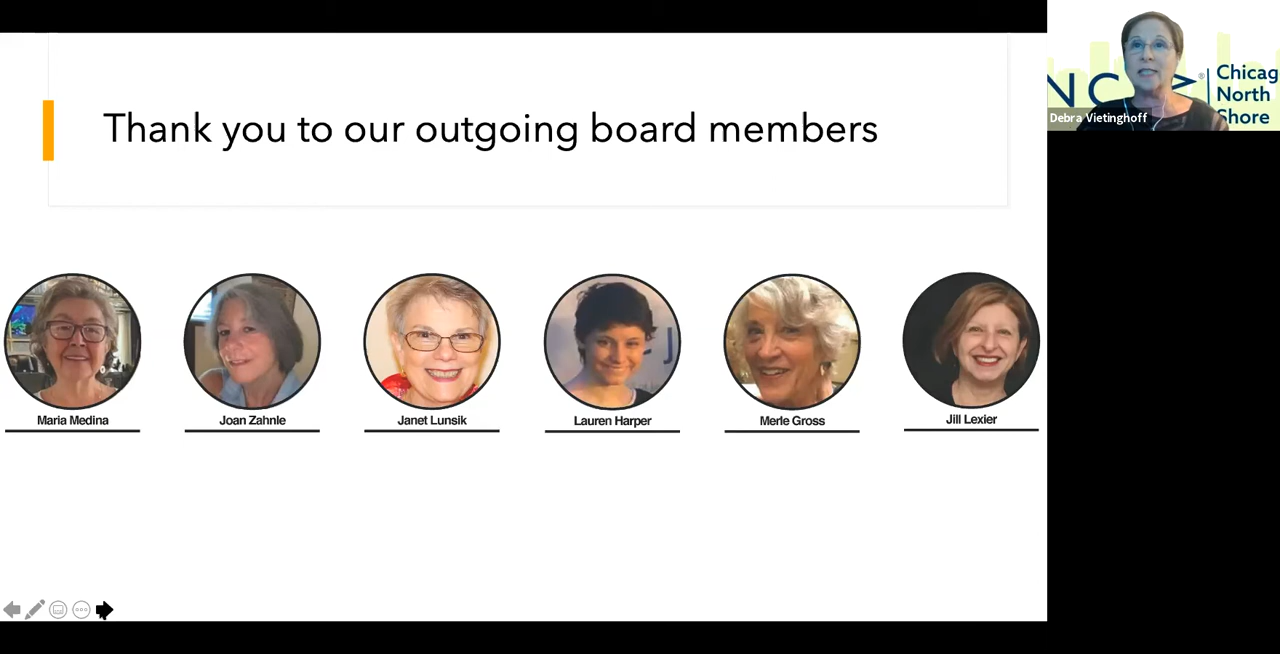 Thank you to our outgoing board members
Maria Medina
Joan Zahnle
Janet Lunsik
Lauren Harper
Merle Gross
Jill Lexier
NC
®
Chicag
North
Shore
Debra Vietinghoff